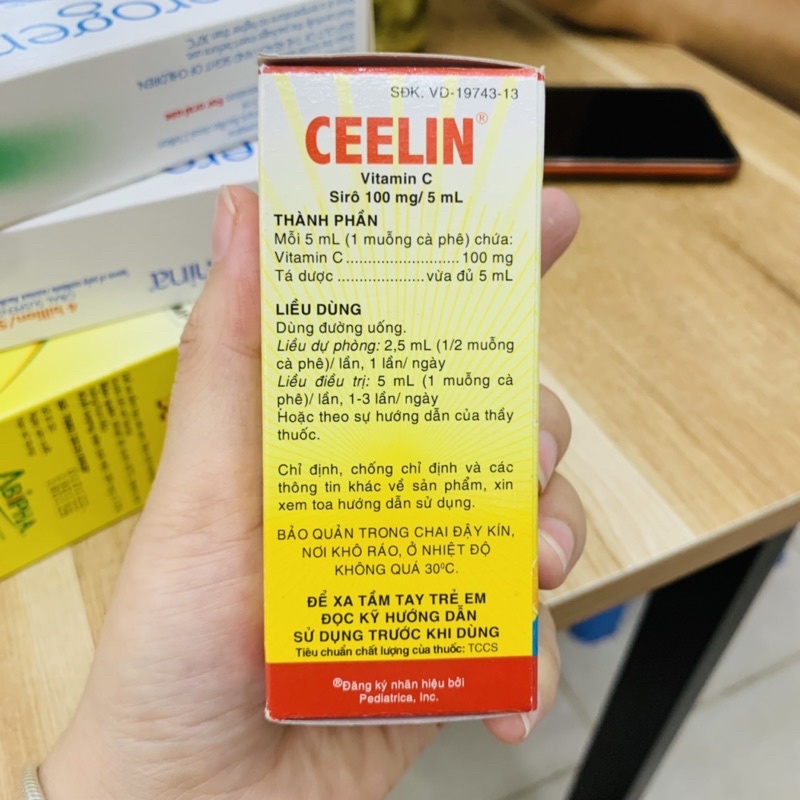 SĐK. VD-19743-13
CEELIN®
Vitamin C
Sirô 100 mg/ 5 mL
THÀNH PHẦN
Mỗi 5 mL (1 muỗng cà phê) chứa:
Vitamin C..........................100 mg
Tá dược ....................vừa đủ 5 mL
LIỀU DÙNG
Dùng đường uống.
Liều dự phòng: 2,5 mL (1/2 muỗng
cà phê)/ lần, 1 lần/ ngày
Liều điều trị: 5 mL (1 muỗng cà
phê)/ lần, 1-3 lần/ ngày
Hoặc theo sự hướng dẫn của thầy
thuốc.
Chỉ định, chống chỉ định và các
thông tin khác về sản phẩm, xin
xem toa hướng dẫn sử dụng.
BẢO QUẢN TRONG CHAI ĐẬY KÍN,
NƠI KHÔ RÁO, Ở NHIỆT ĐỘ
KHÔNG QUÁ 30⁰C.
ĐỂ XA TẦM TAY TRẺ EM
ĐỌC KỸ HƯỚNG DẪN
SỬ DỤNG TRƯỚC KHI DÙNG
Tiêu chuẩn chất lượng của thuốc: TCCS
®Đăng ký nhãn hiệu bởi
Pediatrica, Inc.
ABIPHA